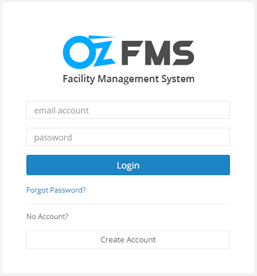 OZ FMS
Facility Management System
email account
password
Login
Forgot Password?
No Account?
Create Account